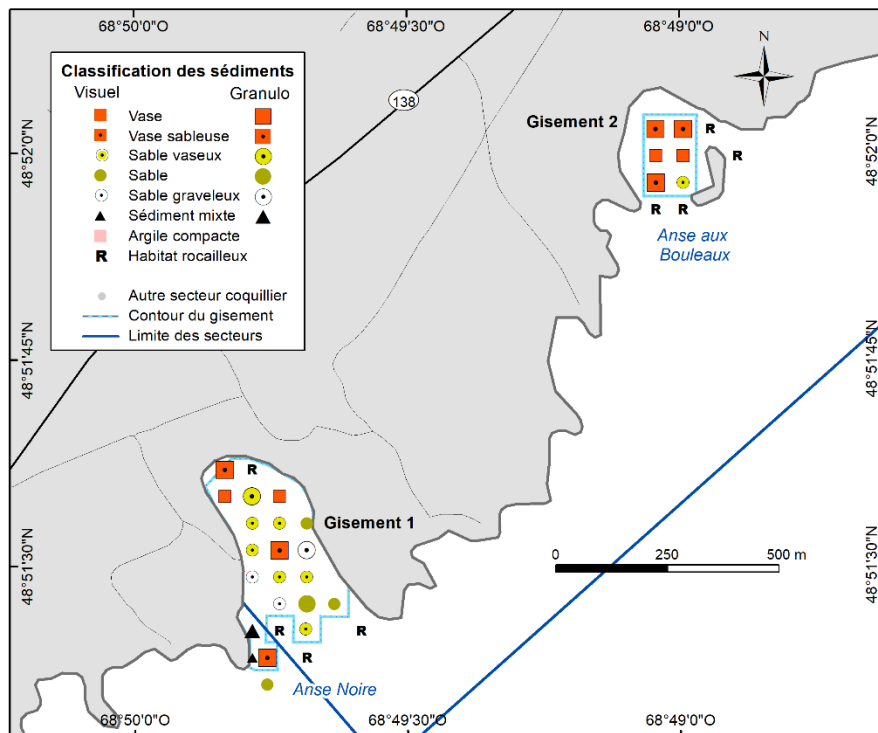 68°50'0"O 68°49'30"O 68°49'0"O
N
Classification des sédiments
Visuel Granulo
Vase
Vase sableuse
Sable vaseux
Sable
Sable graveleux
Sédiment mixte
Argile compacte
R Habitat rocailleux
Autre secteur coquillier
Contour du gisement
Limite des secteurs
138
Gisement 2
R
R
R R
Anse aux
Bouleaux
48°52'0"N 48°52'0"N
48°51'45"N 48°51'45"N
R
Gisement 1
48°51'30"N 48°51'30"N
0 250 500 m
R R
R
Anse Noire
68°50'0"O 68°49'30"O 68°49'0"O